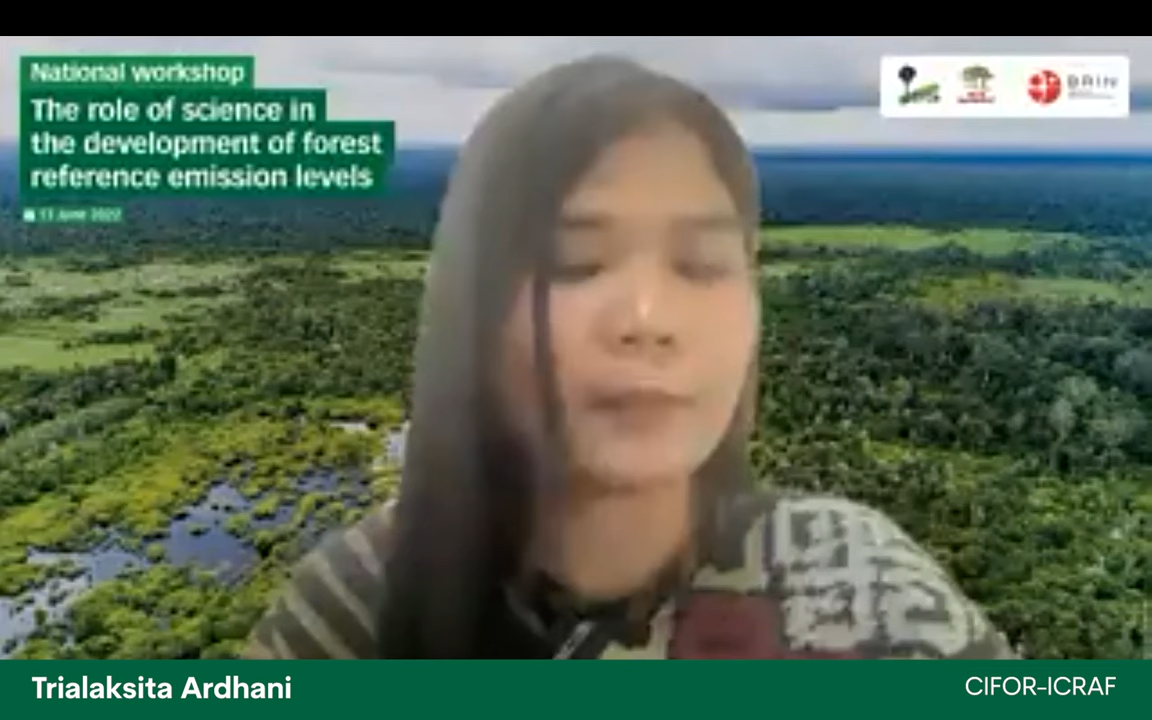 National workshop
The role of science in
the development of forest
reference emission levels
13 June 2022
BRIN
Trialaksita Ardhani
CIFOR-ICRAF